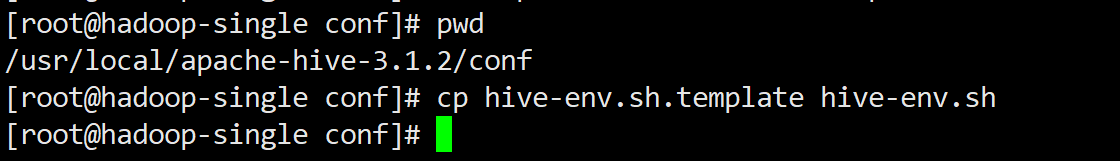 [root@hadoop-single conf]# pwd
/usr/local/apache-hive-3.1.2/conf
[root@hadoop-single conf]# cp hive-env.sh.template hive-env.sh
[root@hadoop-single conf]#